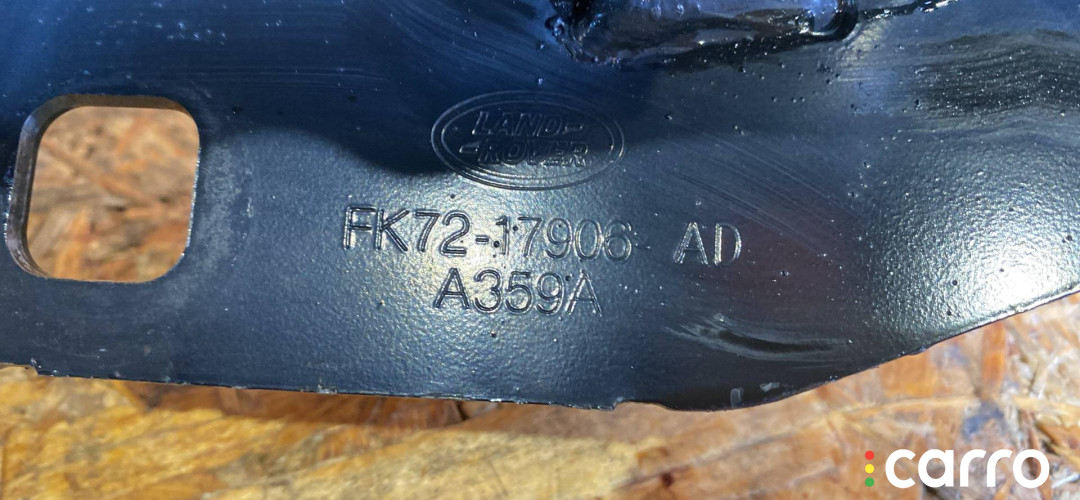 LAND-
-ROVER
FK72-17906 AD
A359A
carro